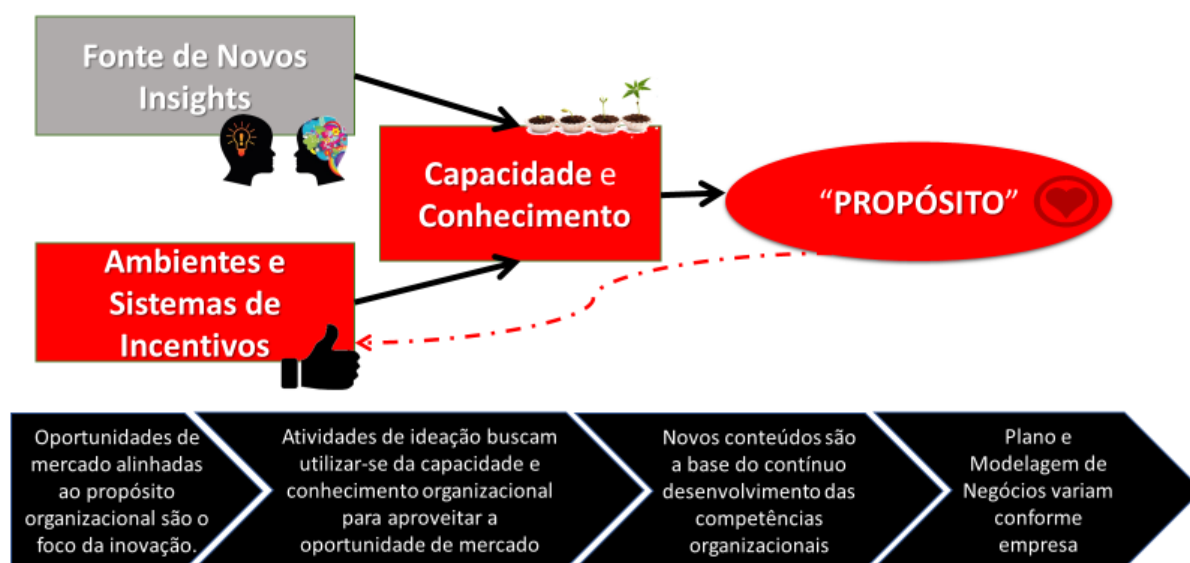 Fonte de Novos
Insights
Capacidade e
Conhecimento
“PROPÓSITO”
Ambientes e
Sistemas de
Incentivos
Oportunidades de
mercado alinhadas
ao propósito
organizacional são o
foco da inovação.
Atividades de ideação buscam
utilizar-se da capacidade e
conhecimento organizacional
para aproveitar a
oportunidade de mercado
Novos conteúdos são
a base do contínuo
desenvolvimento das
competências
organizacionais
Plano e
Modelagem de
Negócios variam
conforme
empresa